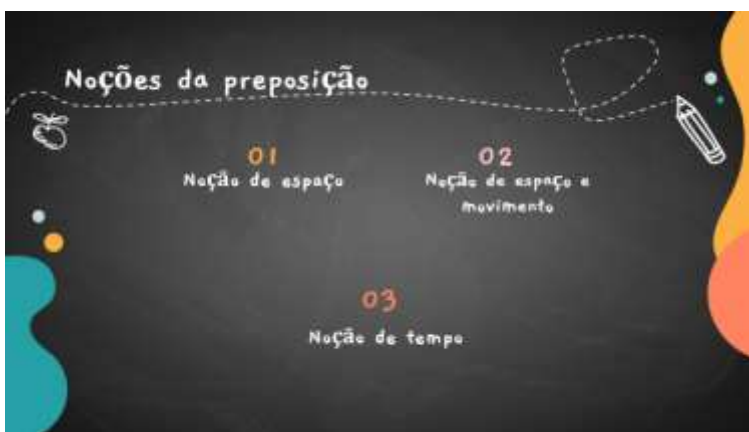 Noções da preposição
01
Noção de espaço
02
Noção de espaço e
movimento
03
Noção de tempo